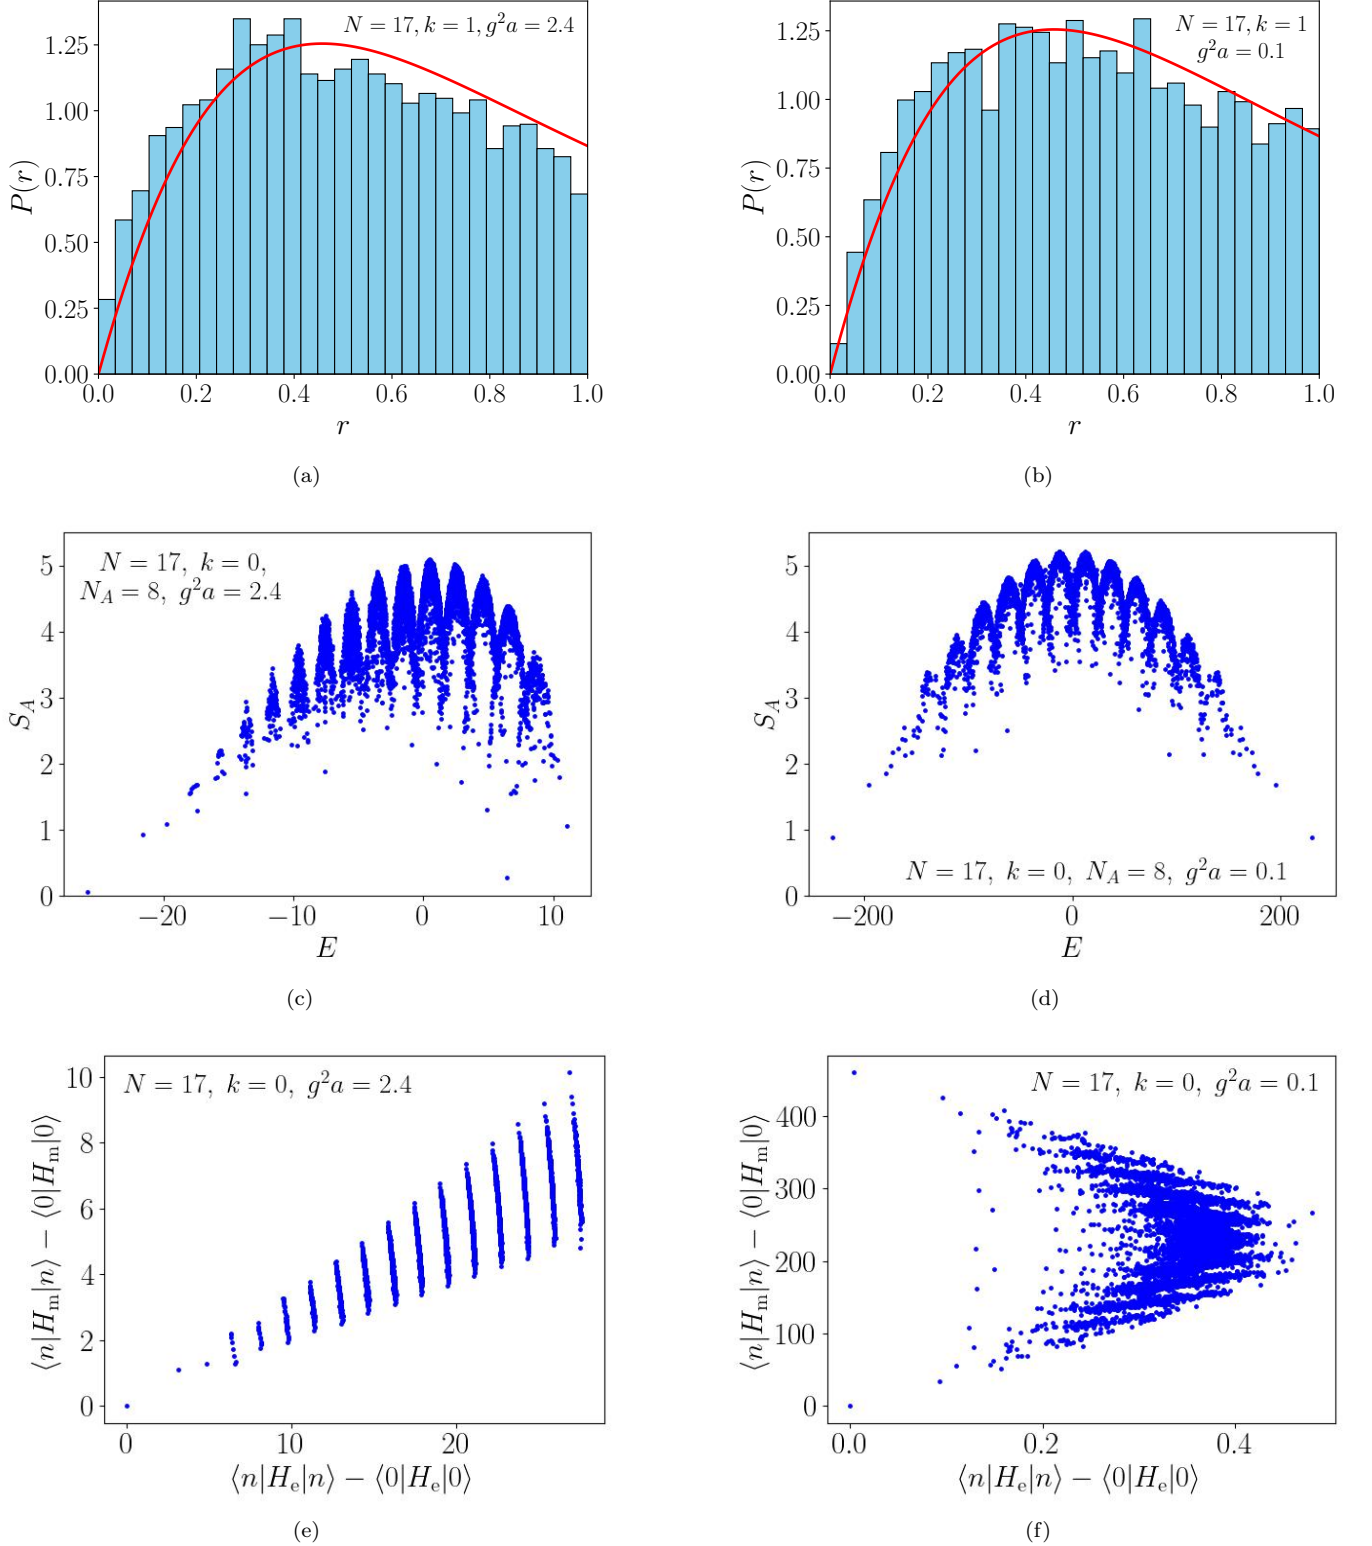 N = 17, k = 1, g²a = 2.4
P(r)
1.25
1.00
0.75
0.50
0.25
0.00
0.0 0.2 0.4 0.6 0.8 1.0
r
(a)
N = 17, k = 1
g²a = 0.1
P(r)
1.25
1.00
0.75
0.50
0.25
0.00
0.0 0.2 0.4 0.6 0.8 1.0
r
(b)
N = 17, k = 0,
N_A = 8, g²a = 2.4
S_A
5
4
3
2
1
0
−20 −10 0 10
E
(c)
S_A
5
4
3
2
1
0
N = 17, k = 0, N_A = 8, g²a = 0.1
−200 0 200
E
(d)
N = 17, k = 0, g²a = 2.4
⟨n|H_m|n⟩ − ⟨0|H_m|0⟩
10
8
6
4
2
0
0 10 20
⟨n|H_e|n⟩ − ⟨0|H_e|0⟩
(e)
N = 17, k = 0, g²a = 0.1
⟨n|H_m|n⟩ − ⟨0|H_m|0⟩
400
300
200
100
0
0.0 0.2 0.4
⟨n|H_e|n⟩ − ⟨0|H_e|0⟩
(f)